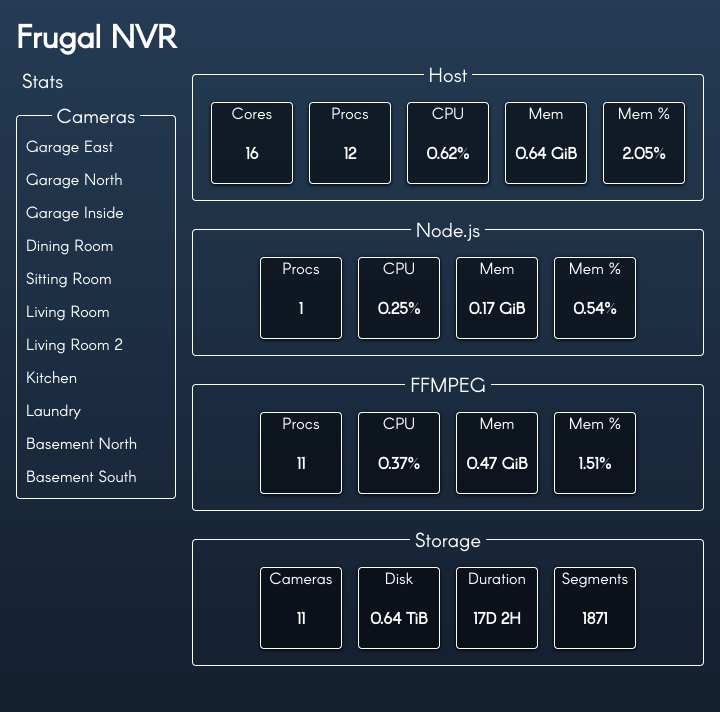 Frugal NVR
Stats
Cameras
Garage East
Garage North
Garage Inside
Dining Room
Sitting Room
Living Room
Living Room 2
Kitchen
Laundry
Basement North
Basement South
Host
Cores Procs CPU Mem Mem %
16 12 0.62% 0.64 GiB 2.05%
Node.js
Procs CPU Mem Mem %
1 0.25% 0.17 GiB 0.54%
FFMPEG
Procs CPU Mem Mem %
11 0.37% 0.47 GiB 1.51%
Storage
Cameras Disk Duration Segments
11 0.64 TiB 17D 2H 1871